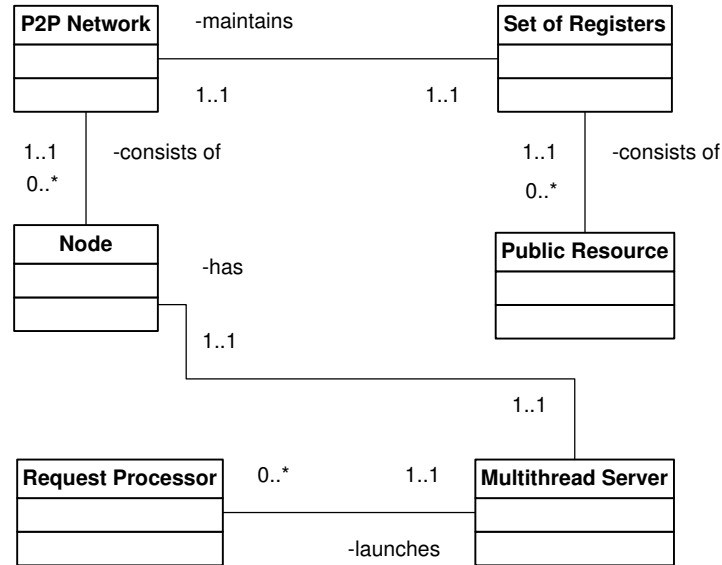 P2P Network
-maintains
Set of Registers
1..1
1..1
1..1
-consists of
0..*
1..1
-consists of
0..*
Node
-has
Public Resource
1..1
1..1
Request Processor
0..*
1..1
Multithread Server
-launches